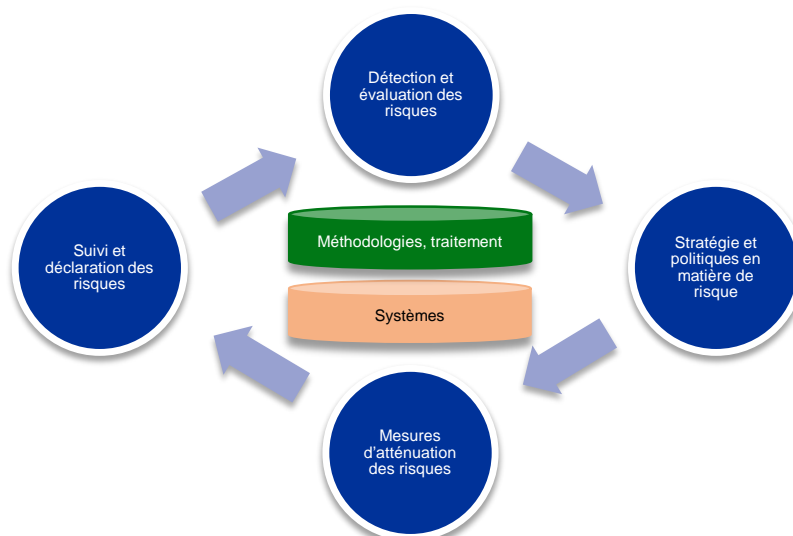 Détection et
évaluation des
risques
Méthodologies, traitement
Suivi et
déclaration des
risques
Stratégie et
politiques en
matière de
risque
Systèmes
Mesures
d’atténuation
des risques